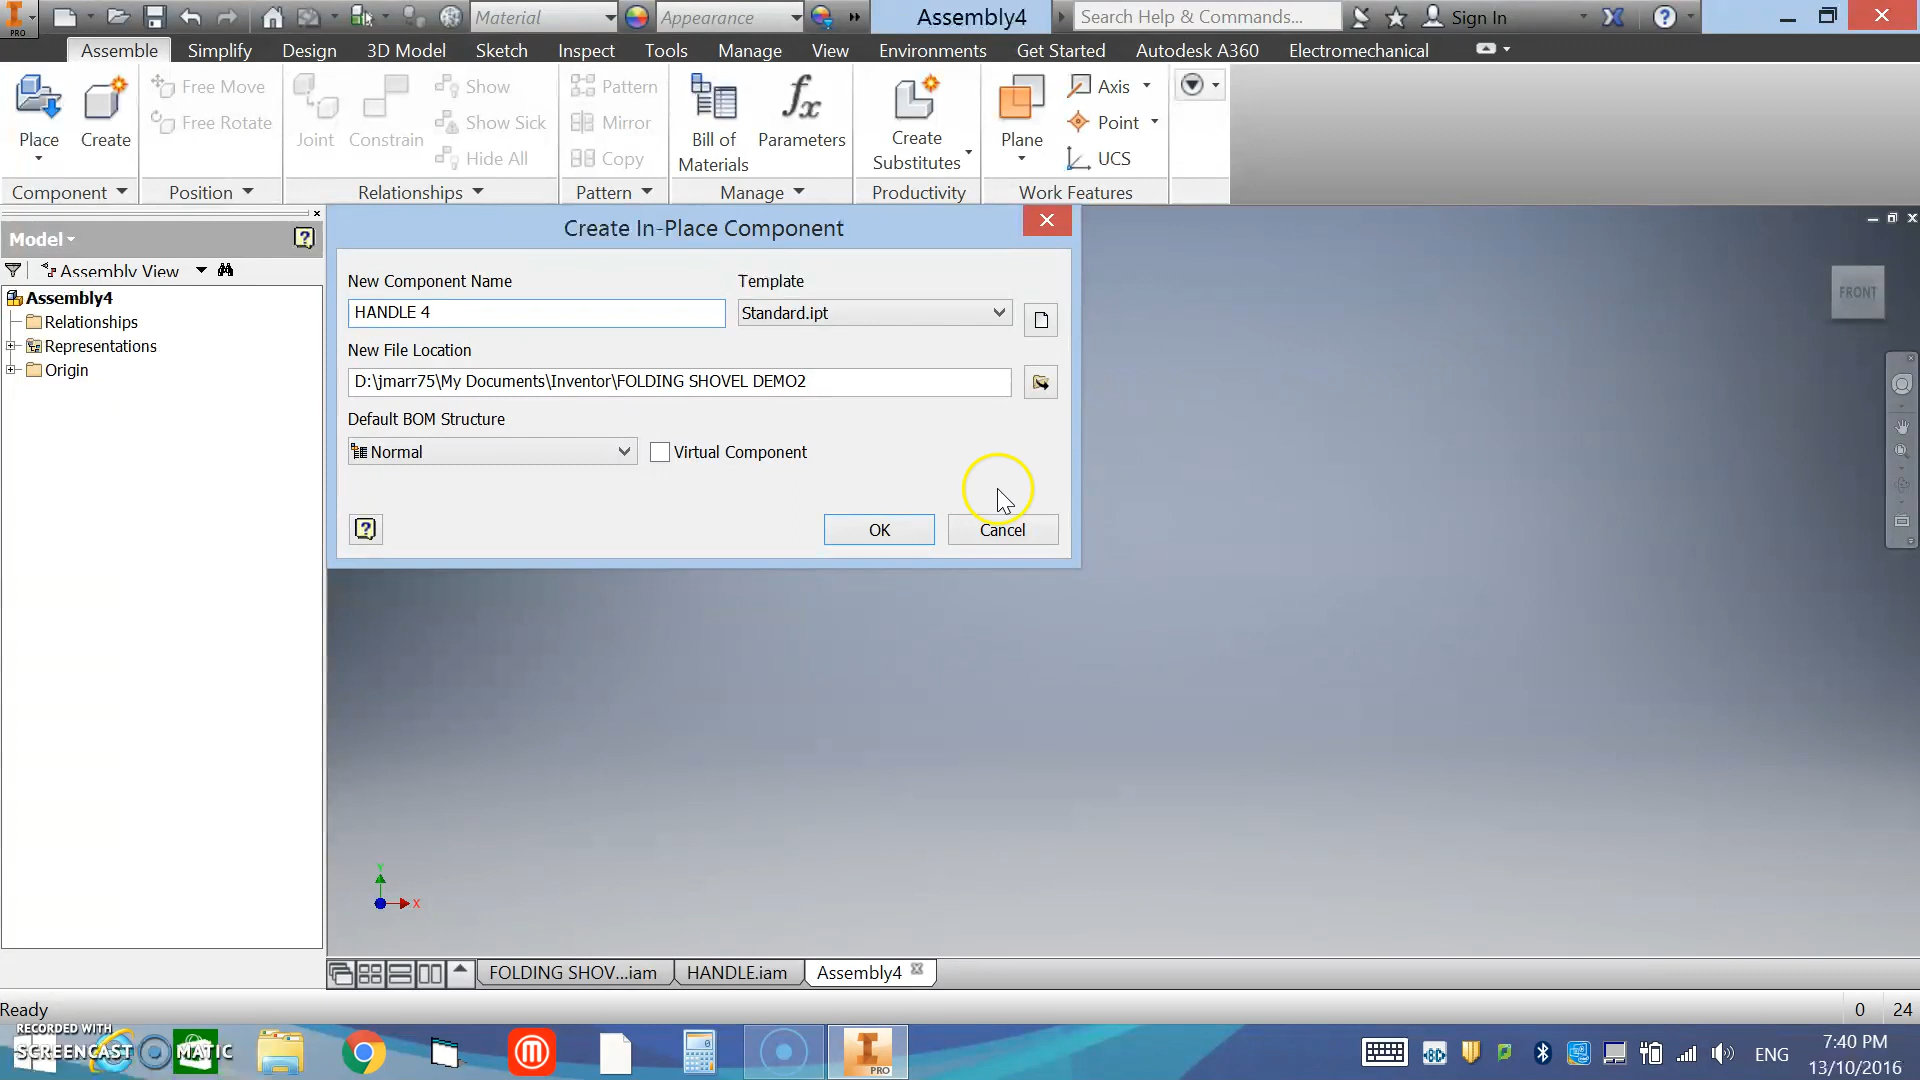 PRO
Material
Appearance
Assembly4
Search Help & Commands...
Sign In
Assemble Simplify Design 3D Model Sketch Inspect Tools Manage View Environments Get Started Autodesk A360 Electromechanical
Place
Create
Free Move
Free Rotate
Joint
Constrain
Show
Show Sick
Hide All
Pattern
Mirror
Copy
Bill of
Materials
fx
Parameters
Create
Substitutes
Plane
Axis
Point
UCS
Component Position Relationships Pattern Manage Productivity Work Features
Model
Assembly View
Assembly4
Relationships
Representations
Origin
Create In-Place Component
New Component Name
Template
HANDLE 4
Standard.ipt
New File Location
D:\jmarr75\My Documents\Inventor\FOLDING SHOVEL DEMO2
Default BOM Structure
Normal
Virtual Component
OK
Cancel
FRONT
Y
X
FOLDING SHOV...iam
HANDLE.iam
Assembly4
Ready
0 24
RECORDED WITH
SCREENCAST MATIC
PRO
ENG
7:40 PM
13/10/2016